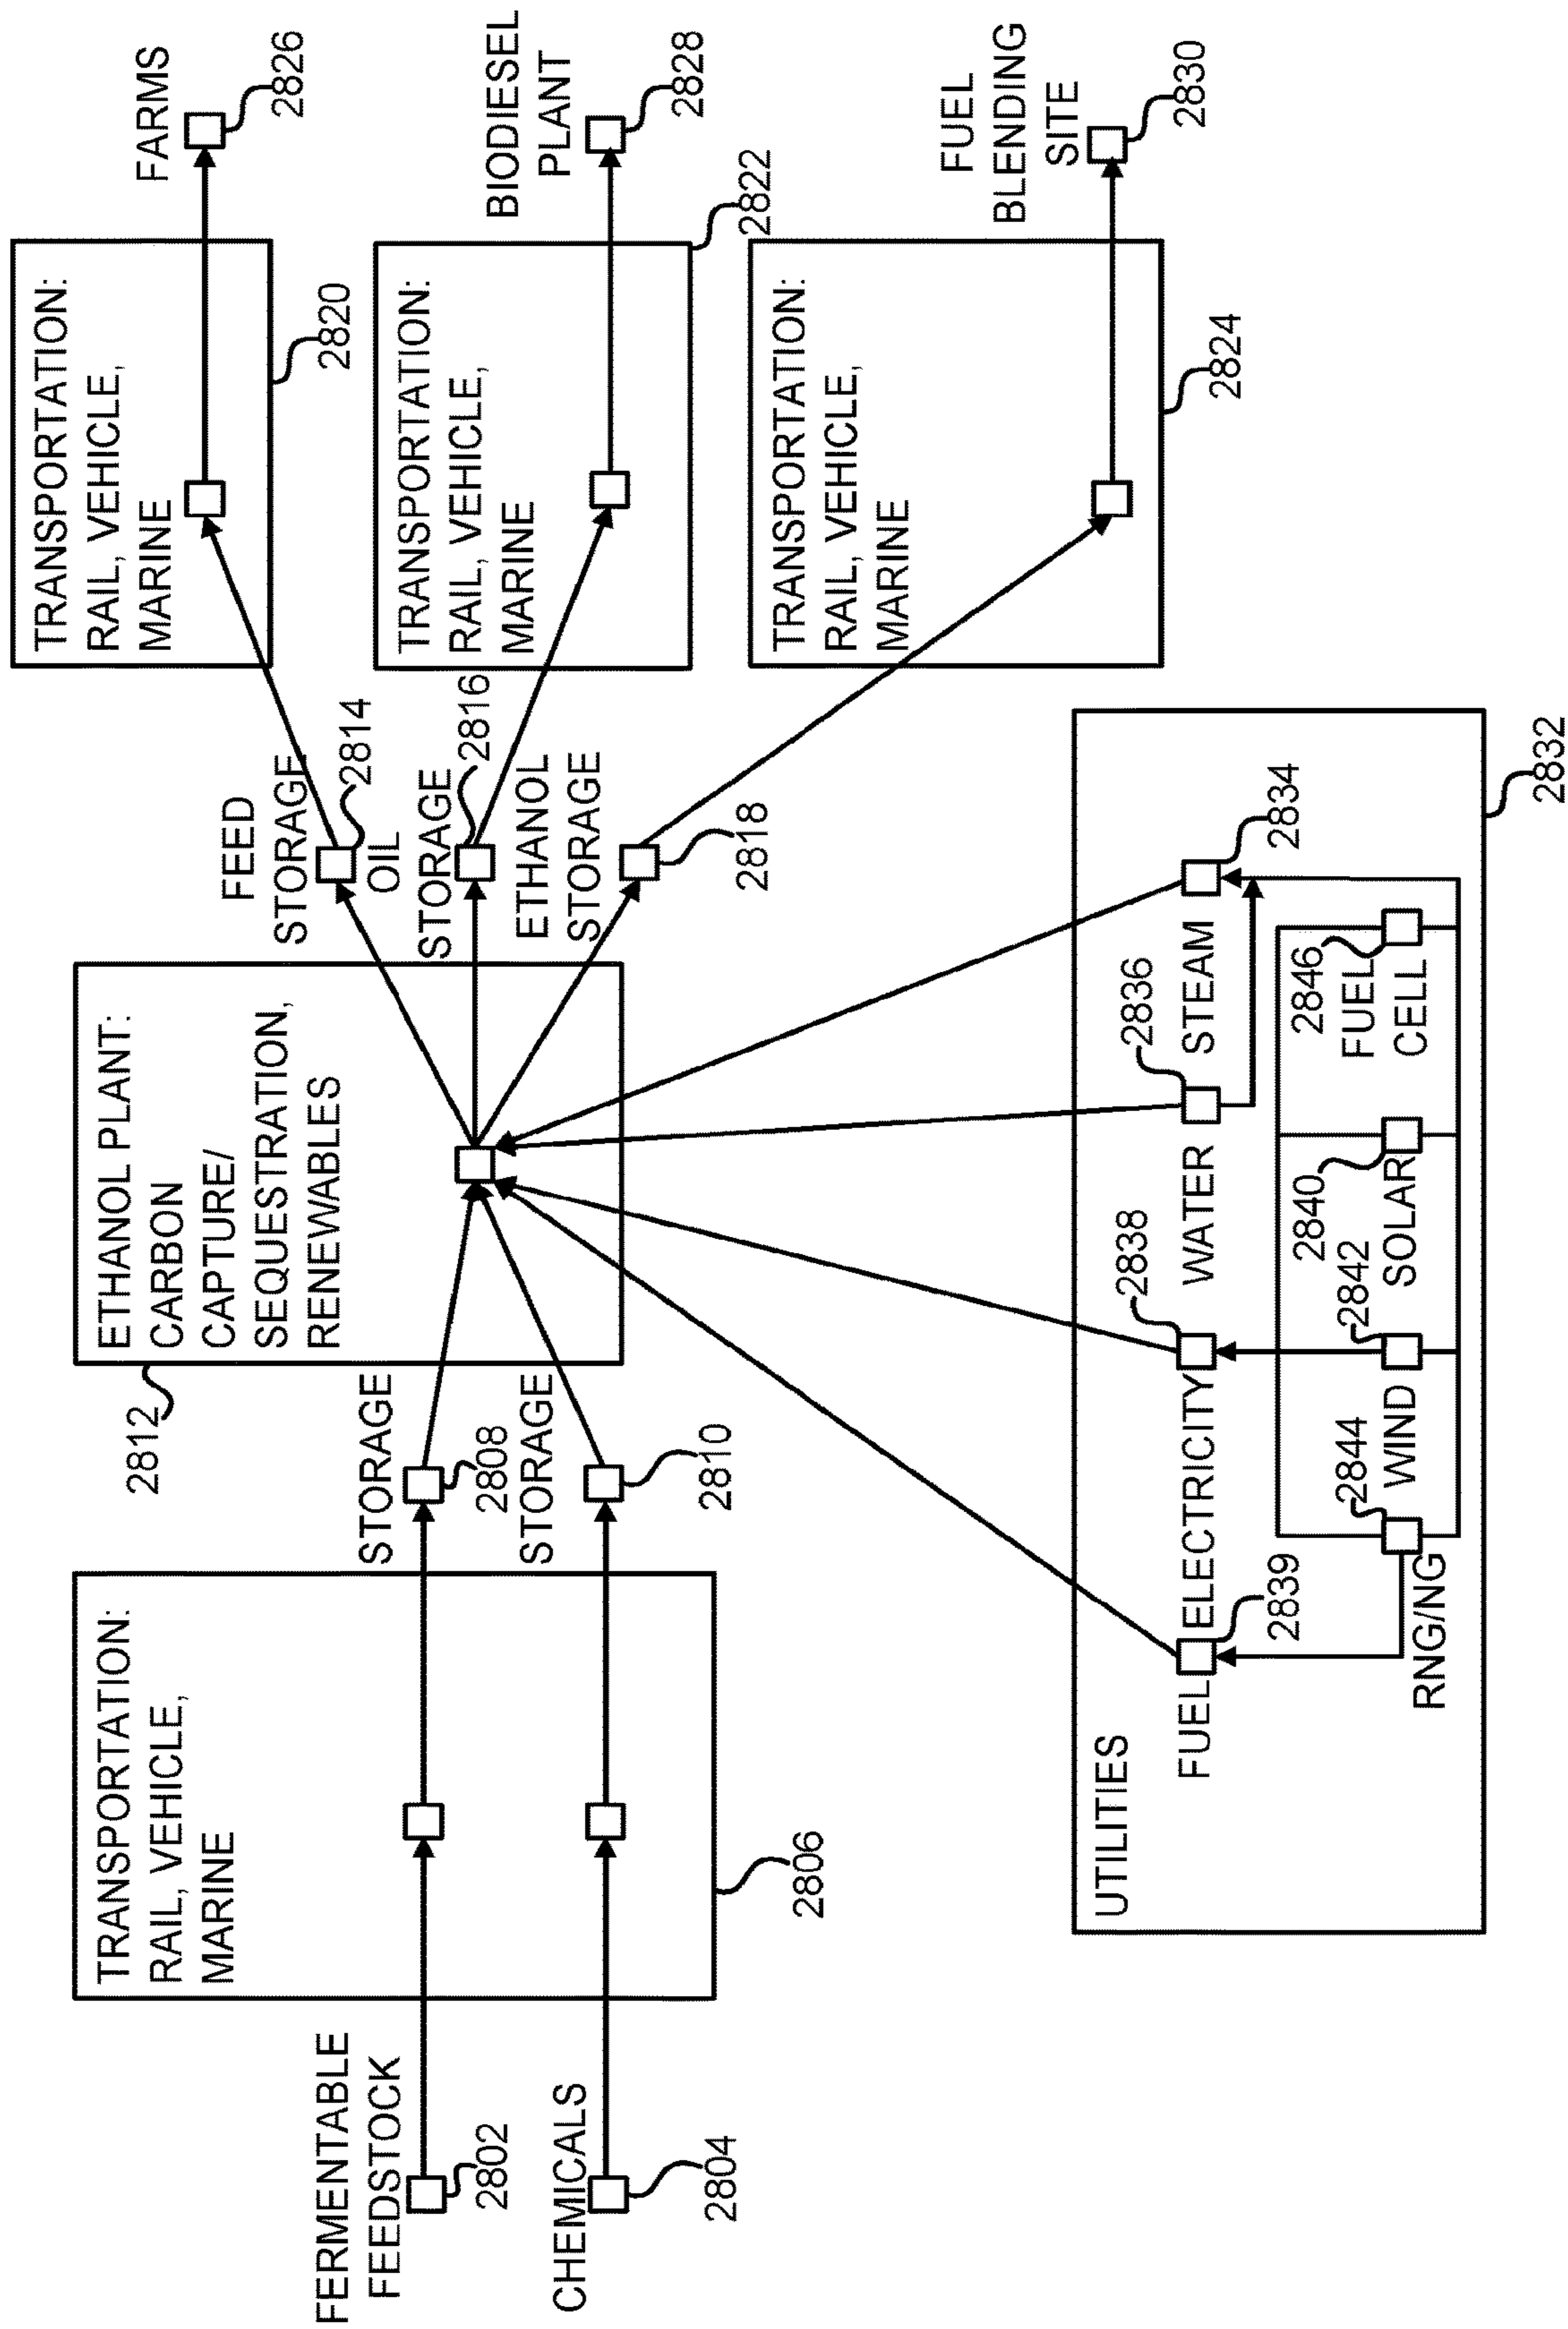 FERMENTABLE
FEEDSTOCK
2802
CHEMICALS
2804
TRANSPORTATION:
RAIL, VEHICLE,
MARINE
2806
STORAGE
2808
STORAGE
2810
2812
ETHANOL PLANT:
CARBON
CAPTURE/
SEQUESTRATION,
RENEWABLES
FEED
STORAGE
2814
OIL
STORAGE
2816
ETHANOL
STORAGE
2818
TRANSPORTATION:
RAIL, VEHICLE,
MARINE
2820
FARMS
2826
TRANSPORTATION:
RAIL, VEHICLE,
MARINE
2822
BIODIESEL
PLANT
2828
TRANSPORTATION:
RAIL, VEHICLE,
MARINE
2824
FUEL
BLENDING
SITE
2830
UTILITIES
2832
FUEL
2839
ELECTRICITY
2838
WATER
2836
STEAM
2834
RNG/NG
2844
WIND
2842
SOLAR
2840
FUEL
CELL
2846